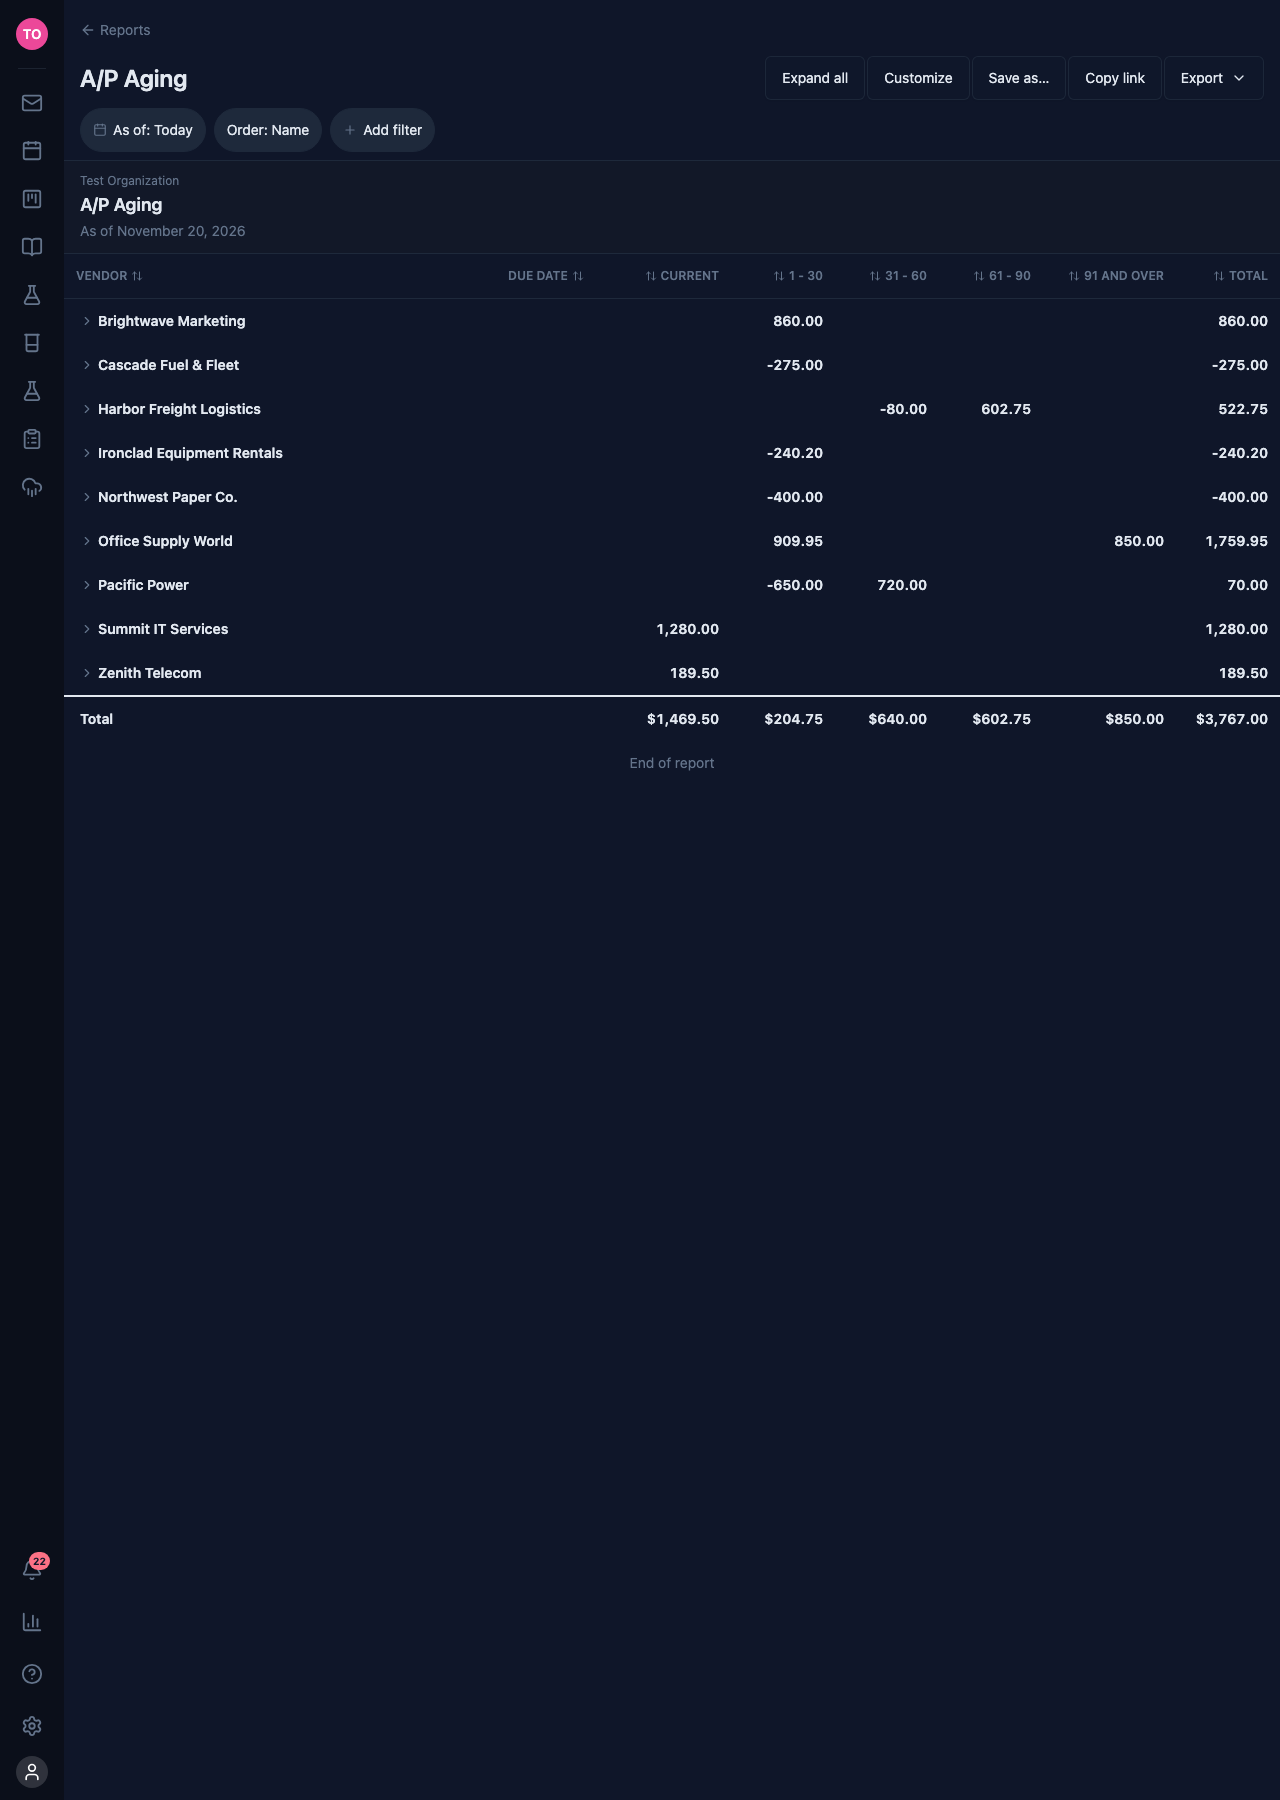 TO
Reports
A/P Aging
Expand all Customize Save as... Copy link Export
As of: Today Order: Name Add filter
Test Organization
A/P Aging
As of November 20, 2026
VENDOR DUE DATE CURRENT 1 - 30 31 - 60 61 - 90 91 AND OVER TOTAL
Brightwave Marketing 860.00 860.00
Cascade Fuel & Fleet -275.00 -275.00
Harbor Freight Logistics -80.00 602.75 522.75
Ironclad Equipment Rentals -240.20 -240.20
Northwest Paper Co. -400.00 -400.00
Office Supply World 909.95 850.00 1,759.95
Pacific Power -650.00 720.00 70.00
Summit IT Services 1,280.00 1,280.00
Zenith Telecom 189.50 189.50
Total $1,469.50 $204.75 $640.00 $602.75 $850.00 $3,767.00
End of report
22